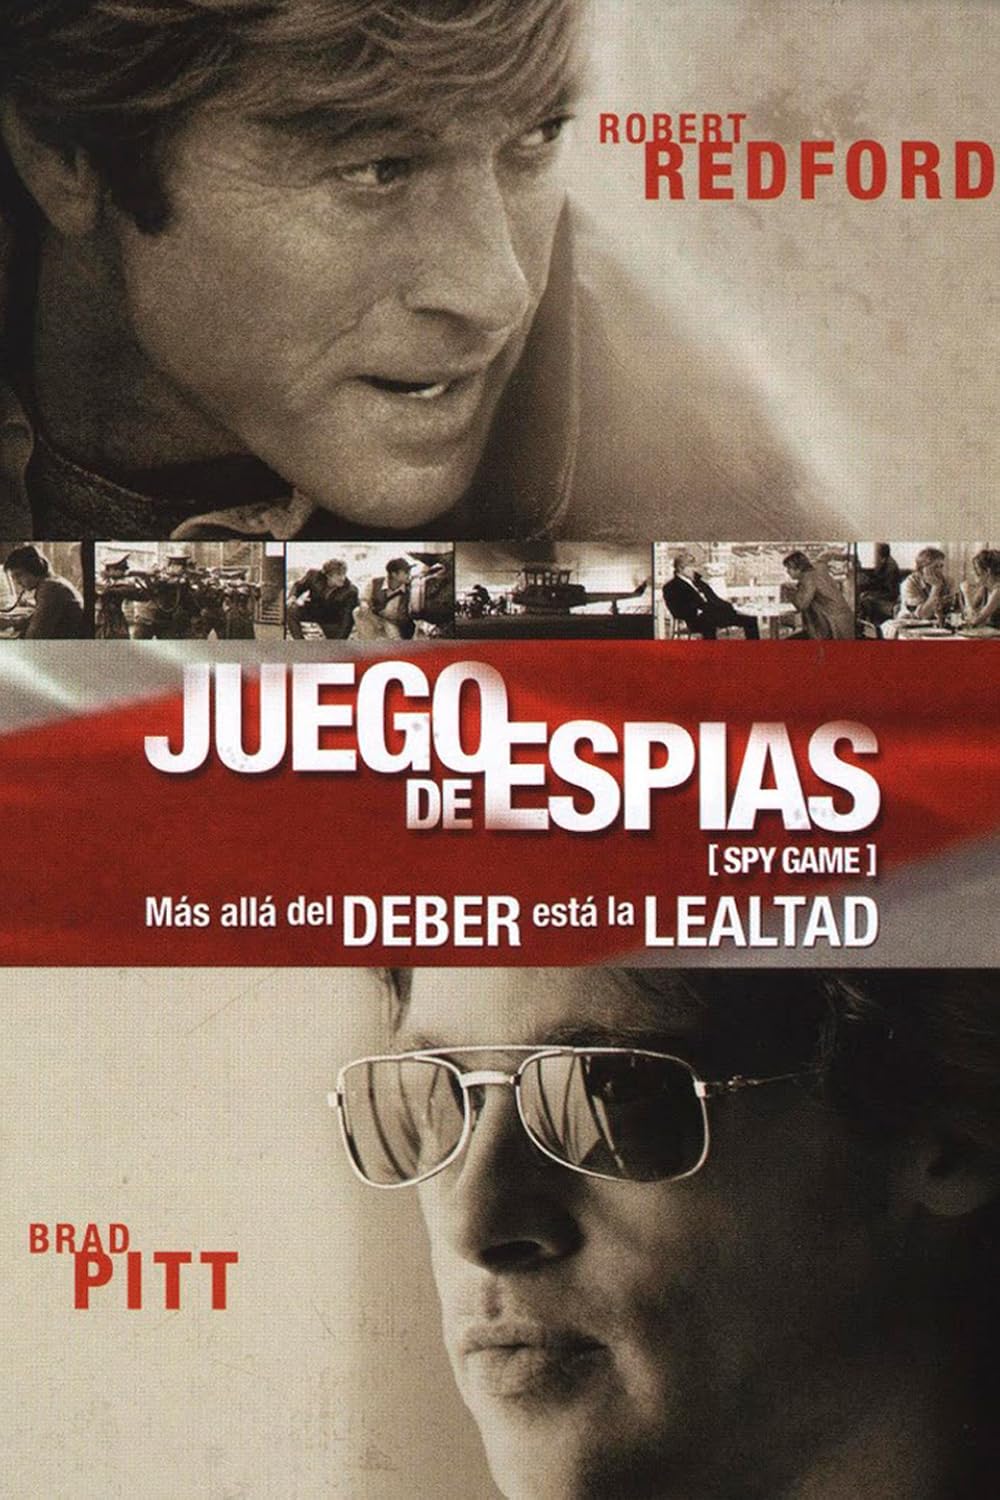 ROBERT
REDFORD
JUEGO
DE ESPIAS
[ SPY GAME ]
Más allá del DEBER está la LEALTAD
BRAD
PITT